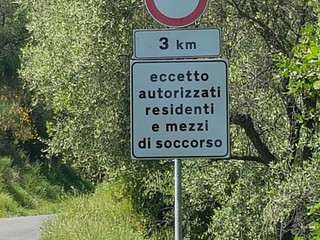 3 km
eccetto
autorizzati
residenti
e mezzi
di soccorso